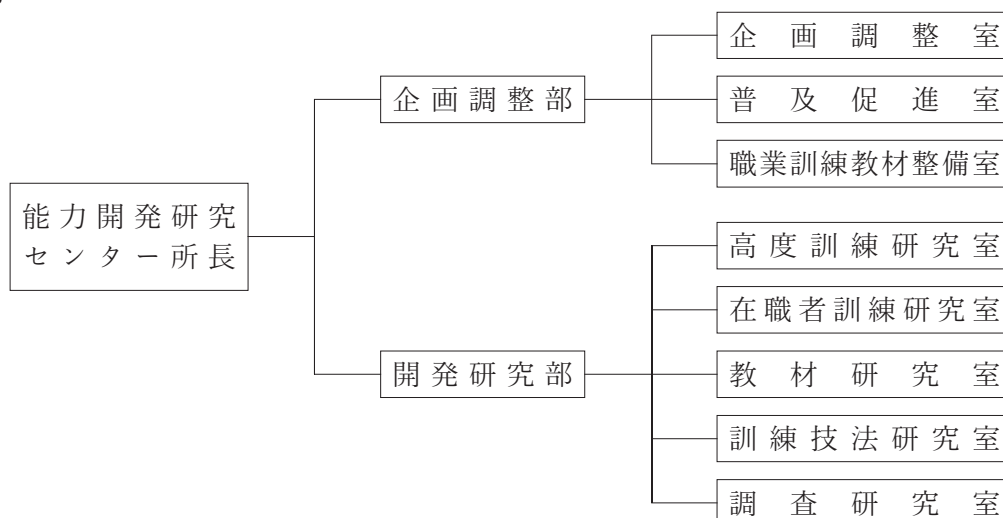 企画調整室
企画調整部
普及促進室
職業訓練教材整備室
能力開発研究
センター所長
高度訓練研究室
在職者訓練研究室
開発研究部
教材研究室
訓練技法研究室
調査研究室